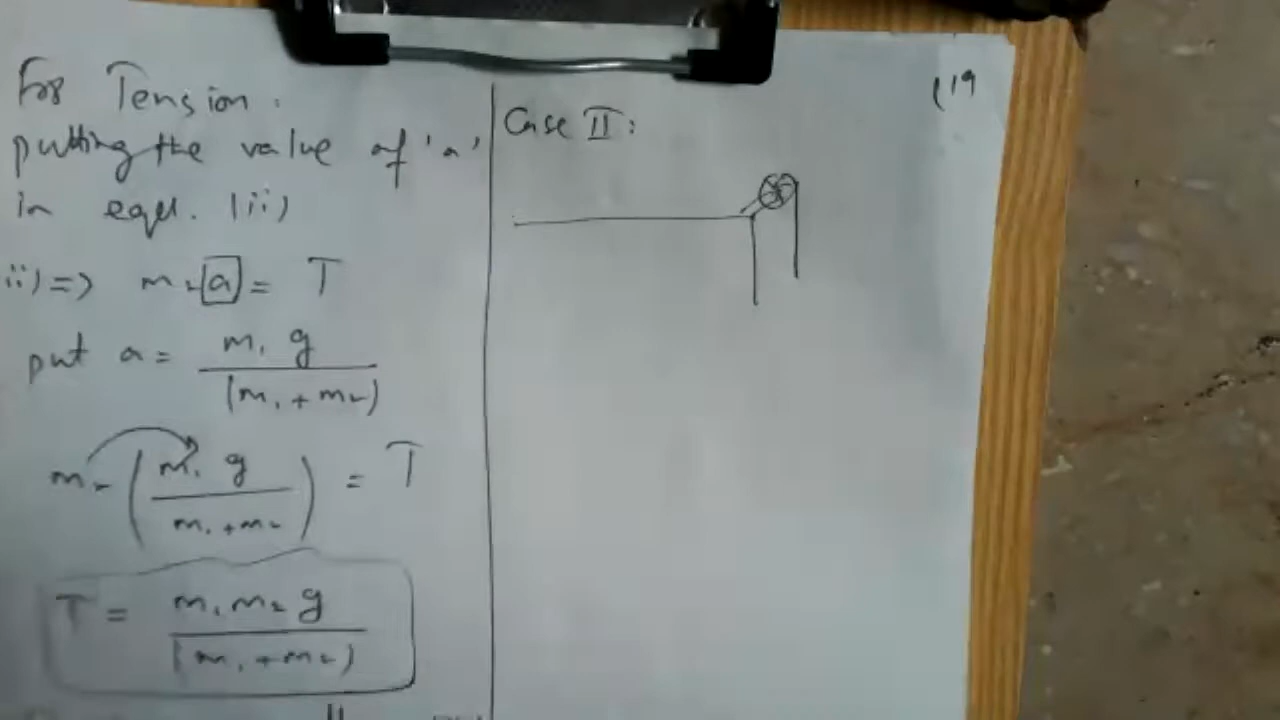 For Tension:
putting the value of 'a'
in equ. (ii)
ii) => m₂ a = T
put a = m₁ g
(m₁ + m₂)
m₂ ( m₁ g / m₁ + m₂ ) = T
T = m₁ m₂ g
(m₁ + m₂)
Case II:
(19